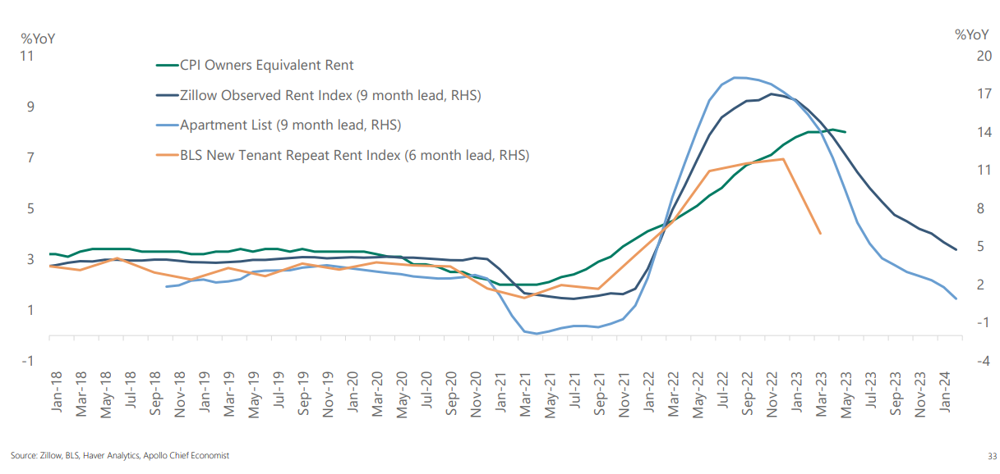 %YoY
%YoY
11
9
7
5
3
1
-1
CPI Owners Equivalent Rent
Zillow Observed Rent Index (9 month lead, RHS)
Apartment List (9 month lead, RHS)
BLS New Tenant Repeat Rent Index (6 month lead, RHS)
20
17
14
11
8
5
2
-1
-4
Jan-18
Mar-18
May-18
Jul-18
Sep-18
Nov-18
Jan-19
Mar-19
May-19
Jul-19
Sep-19
Nov-19
Jan-20
Mar-20
May-20
Jul-20
Sep-20
Nov-20
Jan-21
Mar-21
May-21
Jul-21
Sep-21
Nov-21
Jan-22
Mar-22
May-22
Jul-22
Sep-22
Nov-22
Jan-23
Mar-23
May-23
Jul-23
Sep-23
Nov-23
Jan-24
Source: Zillow, BLS, Haver Analytics, Apollo Chief Economist
33